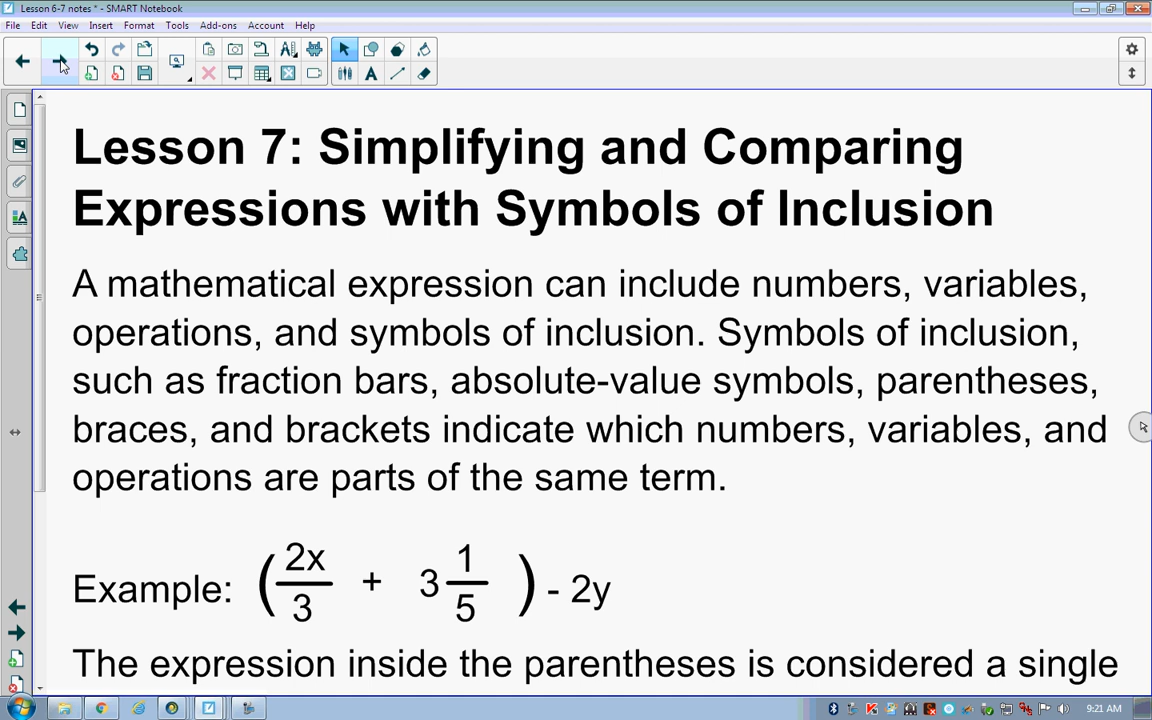 Lesson 6-7 notes * - SMART Notebook
File Edit View Insert Format Tools Add-ons Account Help
Lesson 7: Simplifying and Comparing
Expressions with Symbols of Inclusion
A mathematical expression can include numbers, variables,
operations, and symbols of inclusion. Symbols of inclusion,
such as fraction bars, absolute-value symbols, parentheses,
braces, and brackets indicate which numbers, variables, and
operations are parts of the same term.
Example: (2x/3 + 3 1/5) - 2y
The expression inside the parentheses is considered a single
9:21 AM